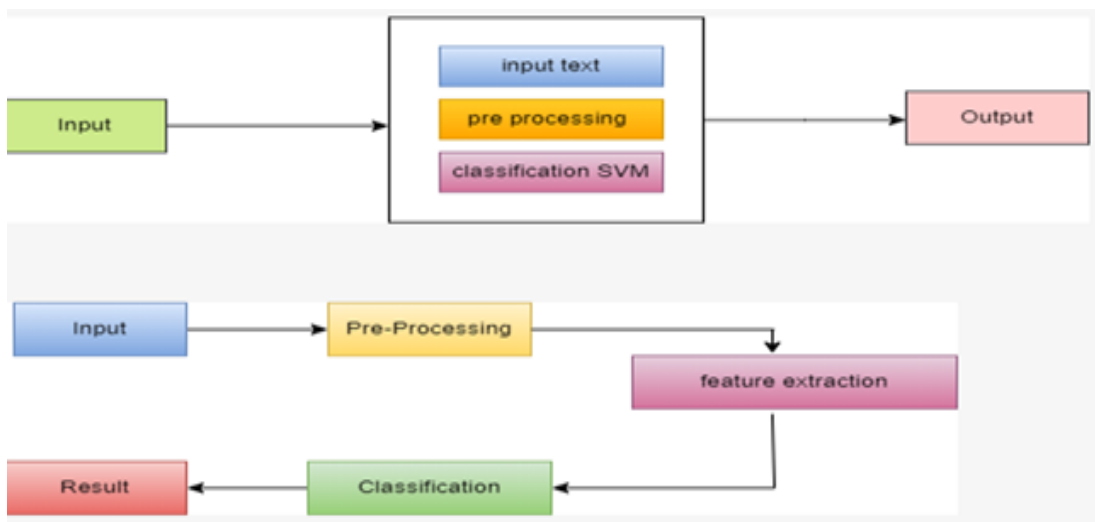 Input
input text
pre processing
classification SVM
Output
Input
Pre-Processing
feature extraction
Classification
Result